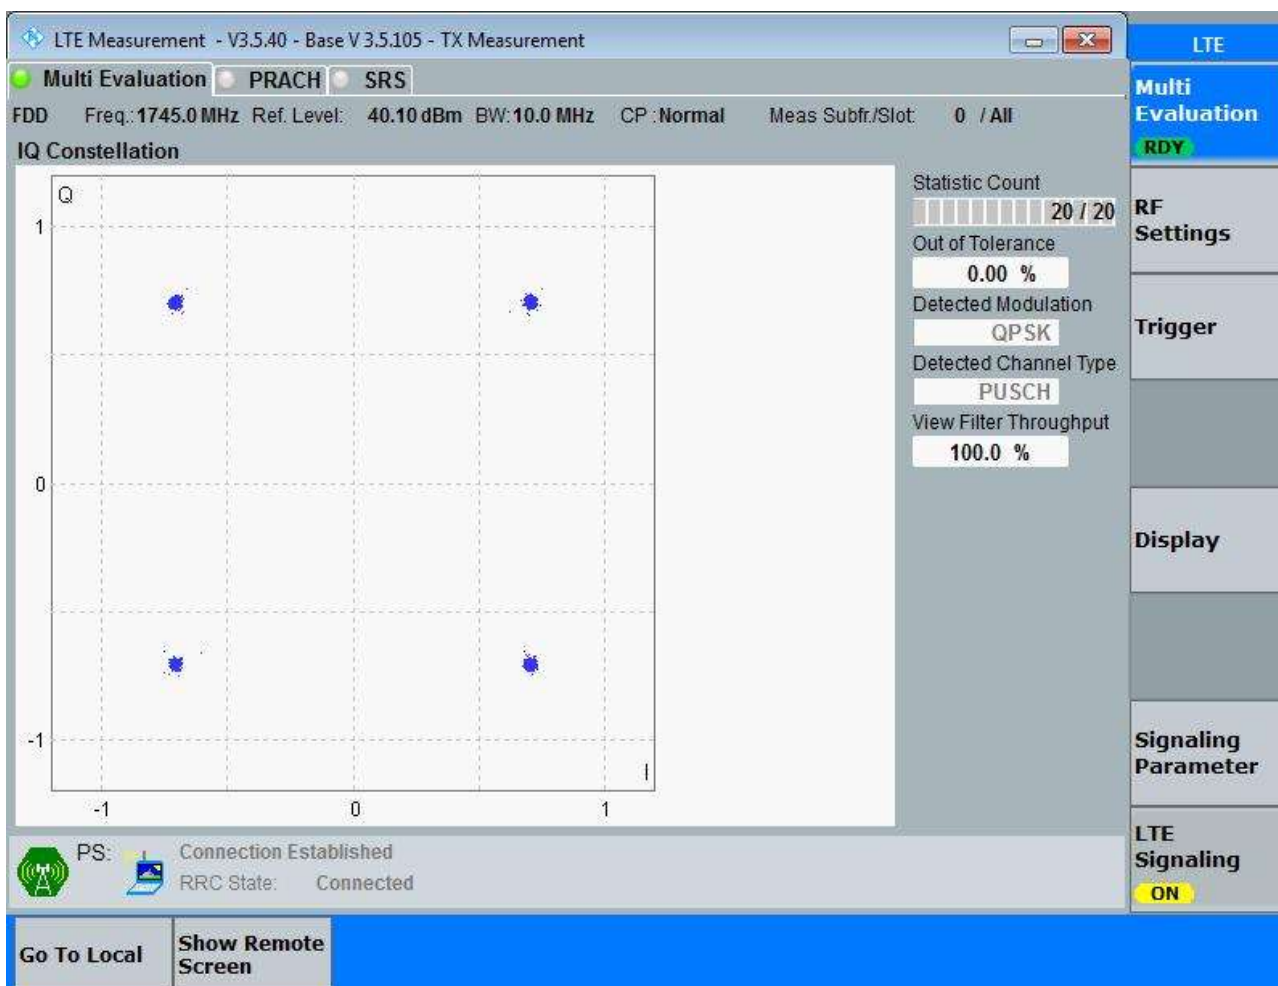 LTE Measurement - V3.5.40 - Base V 3.5.105 - TX Measurement
LTE
Multi Evaluation PRACH SRS
FDD Freq.: 1745.0 MHz Ref. Level: 40.10 dBm BW: 10.0 MHz CP : Normal Meas Subfr./Slot: 0 / All
IQ Constellation
Q
1
0
-1
I
-1 0 1
Statistic Count
20 / 20
Out of Tolerance
0.00 %
Detected Modulation
QPSK
Detected Channel Type
PUSCH
View Filter Throughput
100.0 %
Multi
Evaluation
RDY
RF
Settings
Trigger
Display
Signaling
Parameter
LTE
Signaling
ON
PS: Connection Established
RRC State: Connected
Go To Local
Show Remote
Screen